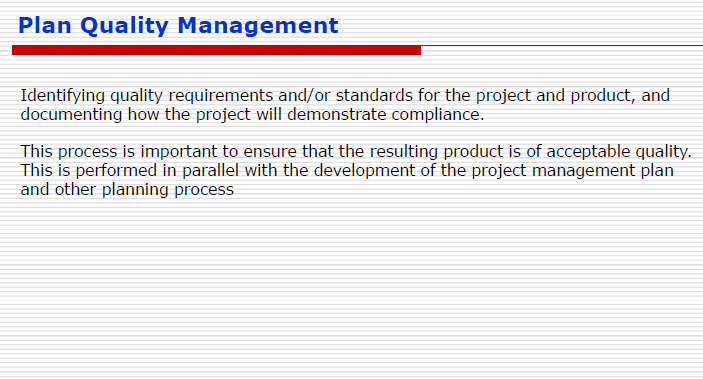 Plan Quality Management
Identifying quality requirements and/or standards for the project and product, and
documenting how the project will demonstrate compliance.
This process is important to ensure that the resulting product is of acceptable quality.
This is performed in parallel with the development of the project management plan
and other planning process